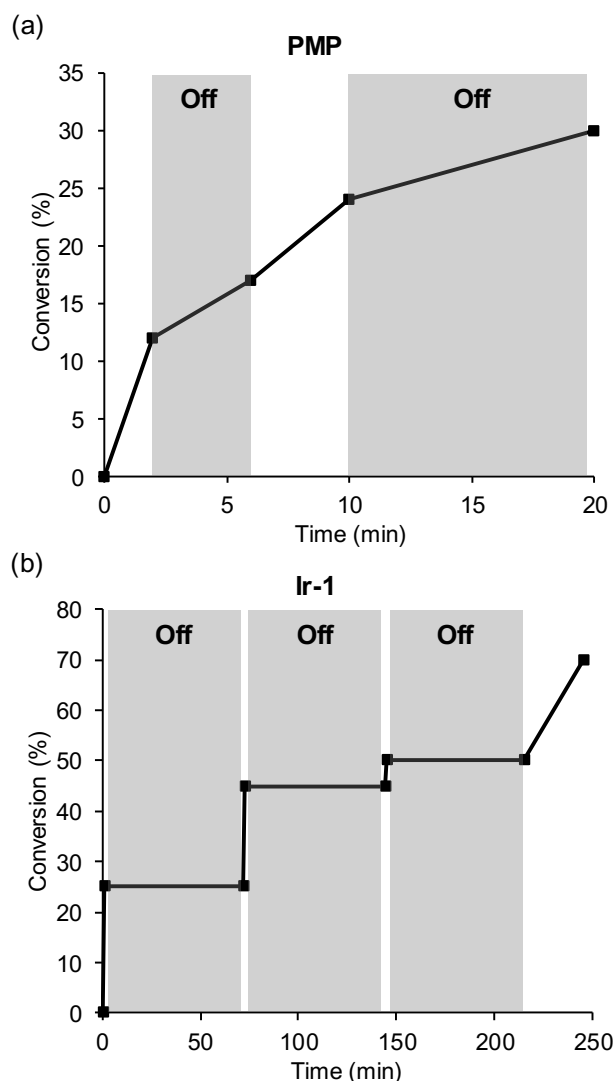 (a)
PMP
Off Off
35
30
25
20
15
10
5
0
Conversion (%)
0 5 10 15 20
Time (min)
(b)
Ir-1
Off Off Off
80
70
60
50
40
30
20
10
0
Conversion (%)
0 50 100 150 200 250
Time (min)